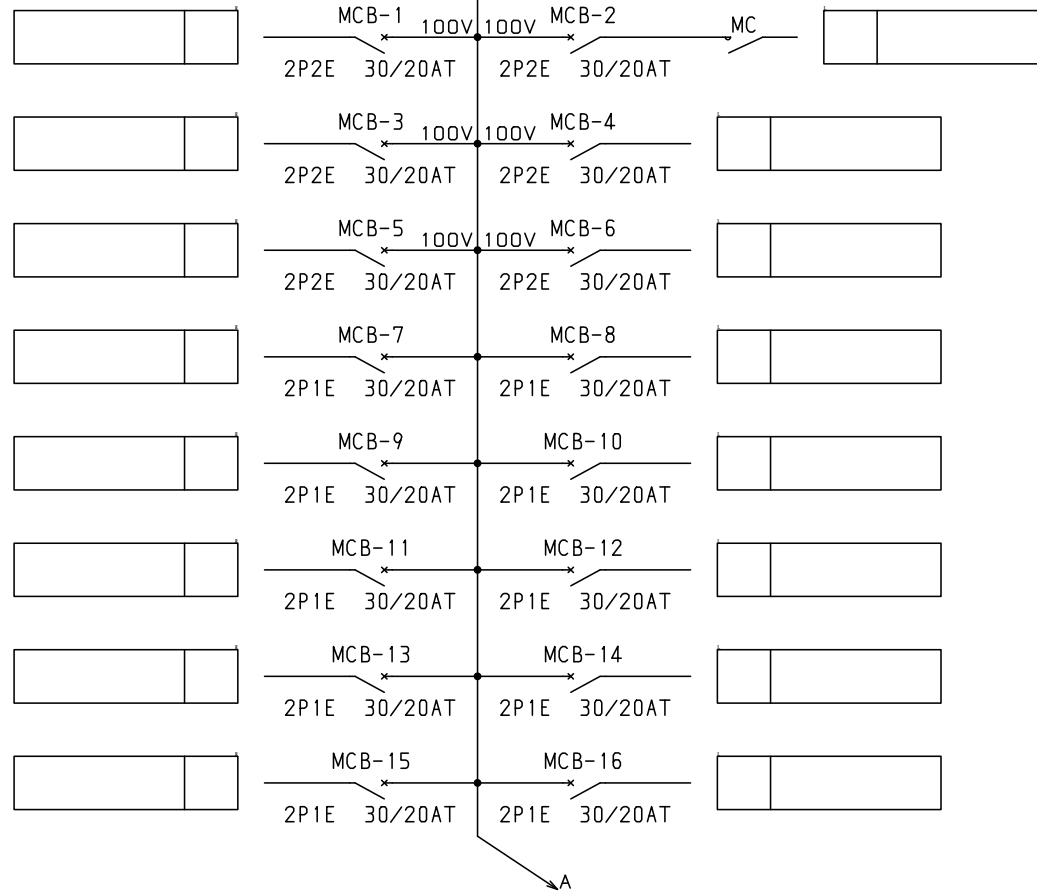 MCB-1 100V 100V MCB-2 MC
2P2E 30/20AT 2P2E 30/20AT
MCB-3 100V 100V MCB-4
2P2E 30/20AT 2P2E 30/20AT
MCB-5 100V 100V MCB-6
2P2E 30/20AT 2P2E 30/20AT
MCB-7 MCB-8
2P1E 30/20AT 2P1E 30/20AT
MCB-9 MCB-10
2P1E 30/20AT 2P1E 30/20AT
MCB-11 MCB-12
2P1E 30/20AT 2P1E 30/20AT
MCB-13 MCB-14
2P1E 30/20AT 2P1E 30/20AT
MCB-15 MCB-16
2P1E 30/20AT 2P1E 30/20AT
A